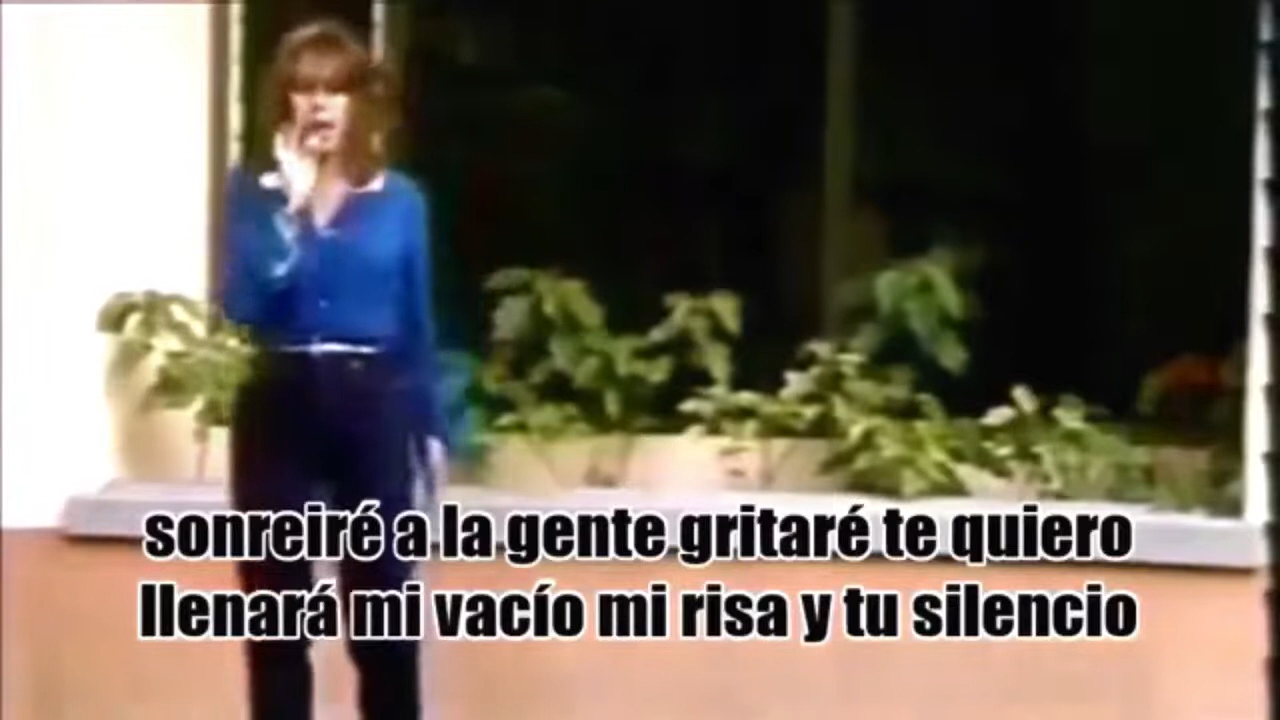 sonreiré a la gente gritaré te quiero
llenará mi vacío mi risa y tu silencio